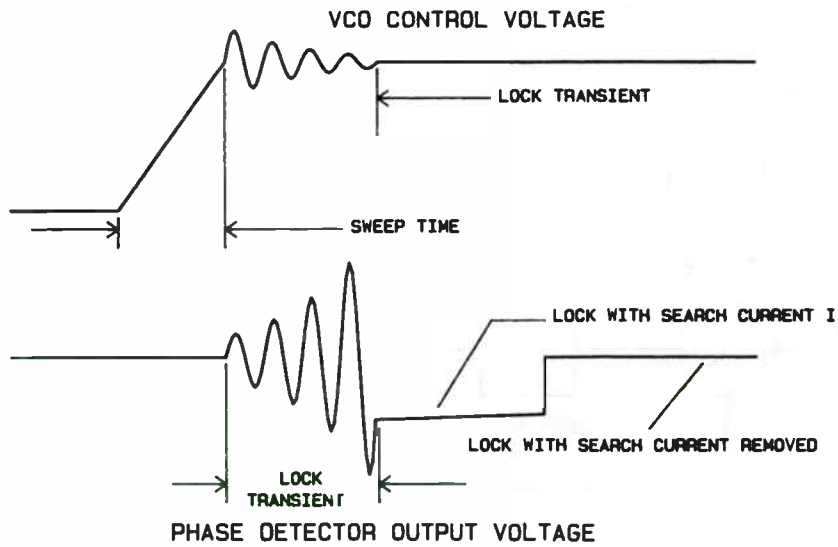 VCO CONTROL VOLTAGE
LOCK TRANSIENT
SWEEP TIME
LOCK WITH SEARCH CURRENT I
LOCK WITH SEARCH CURRENT REMOVED
LOCK
TRANSIENT
PHASE DETECTOR OUTPUT VOLTAGE